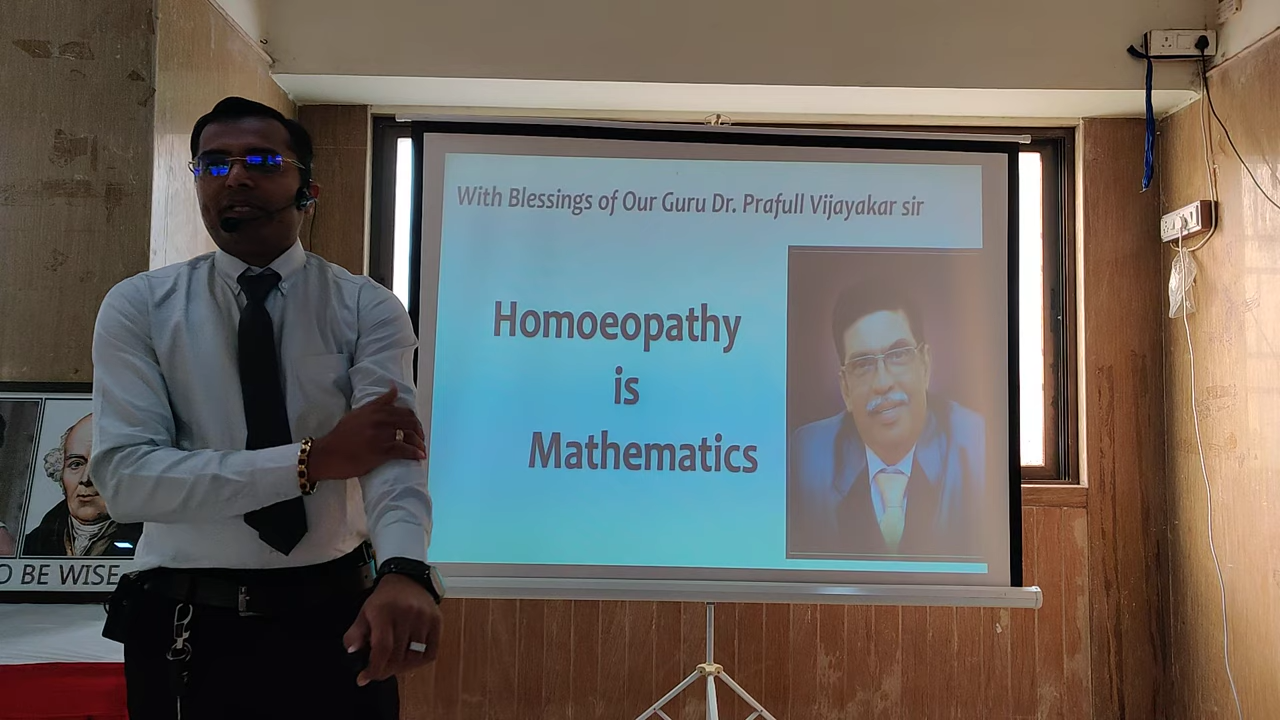 With Blessings of Our Guru Dr. Prafull Vijayakar sir
Homoeopathy
is
Mathematics
O BE WISE